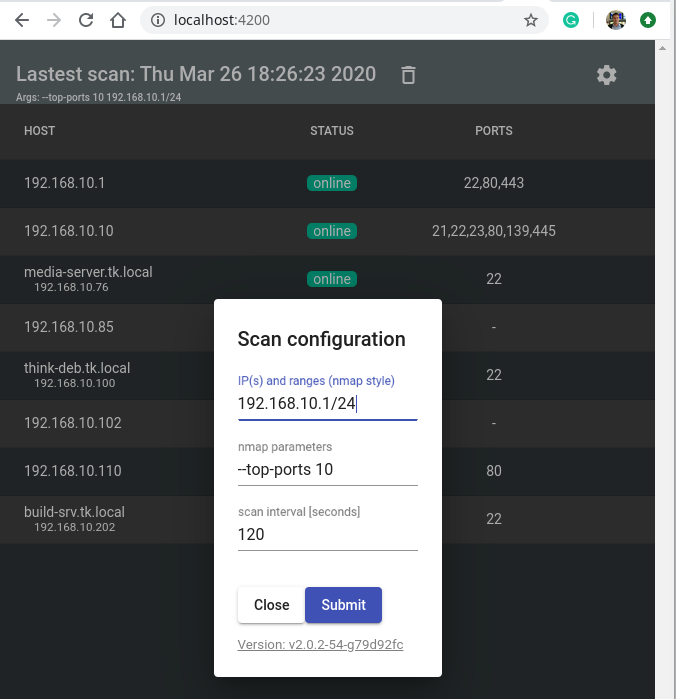 localhost:4200
Lastest scan: Thu Mar 26 18:26:23 2020
Args: --top-ports 10 192.168.10.1/24
HOST STATUS PORTS
192.168.10.1 online 22,80,443
192.168.10.10 online 21,22,23,80,139,445
media-server.tk.local online 22
192.168.10.76
192.168.10.85 -
think-deb.tk.local 22
192.168.10.100
192.168.10.102 -
192.168.10.110 80
build-srv.tk.local 22
192.168.10.202
Scan configuration
IP(s) and ranges (nmap style)
192.168.10.1/24
nmap parameters
--top-ports 10
scan interval [seconds]
120
Close Submit
Version: v2.0.2-54-g79d92fc